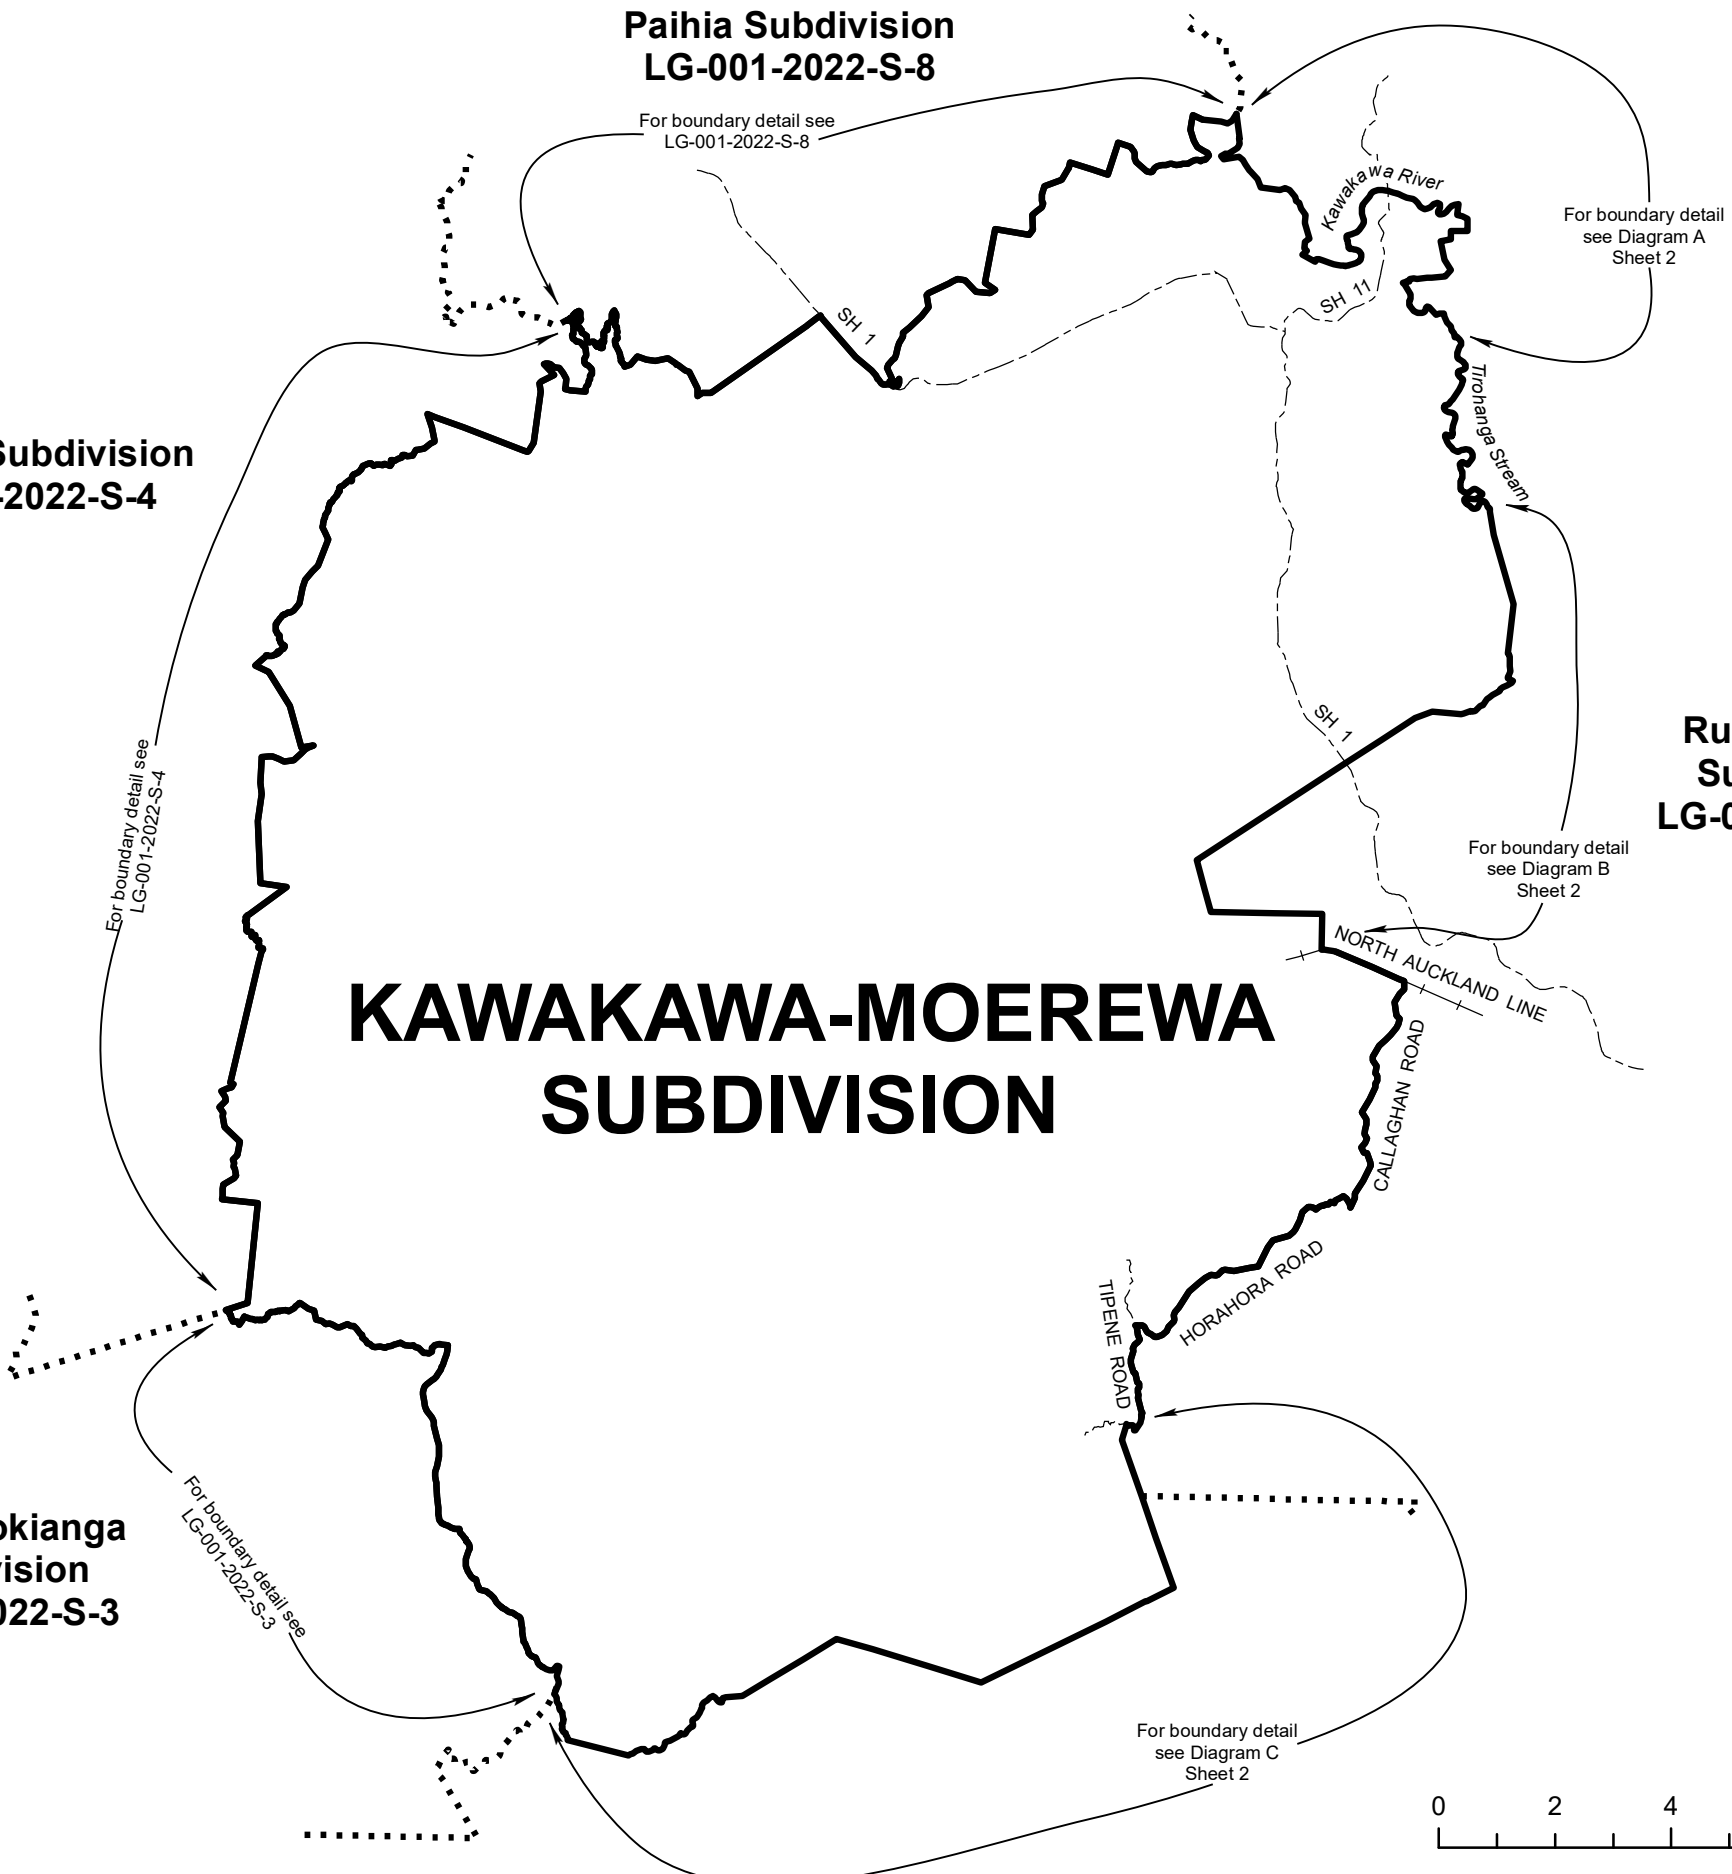 Paihia Subdivision
LG-001-2022-S-8
For boundary detail see
LG-001-2022-S-8
Kawakawa River
For boundary detail
see Diagram A
Sheet 2
SH 11
SH 1
Tirohanga Stream
Subdivision
-2022-S-4
For boundary detail see
LG-001-2022-S-4
SH 1
Ru
Su
LG-0
For boundary detail
see Diagram B
Sheet 2
NORTH AUCKLAND LINE
KAWAKAWA-MOEREWA
SUBDIVISION
CALLAGHAN ROAD
HORAHORA ROAD
TIPENE ROAD
okianga
vision
022-S-3
For boundary detail see
LG-001-2022-S-3
For boundary detail
see Diagram C
Sheet 2
0 2 4